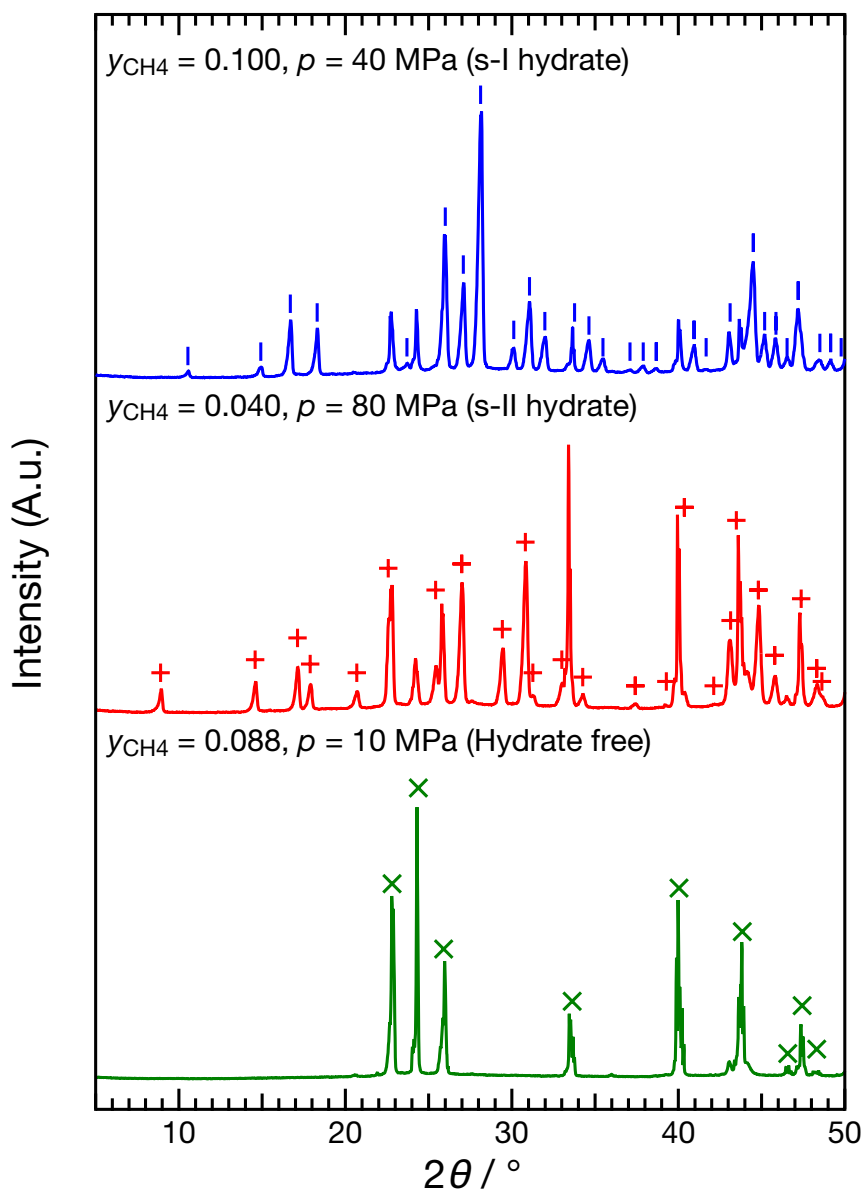 yCH4 = 0.100, p = 40 MPa (s-I hydrate)
yCH4 = 0.040, p = 80 MPa (s-II hydrate)
yCH4 = 0.088, p = 10 MPa (Hydrate free)
Intensity (A.u.)
10 20 30 40 50
2θ / °